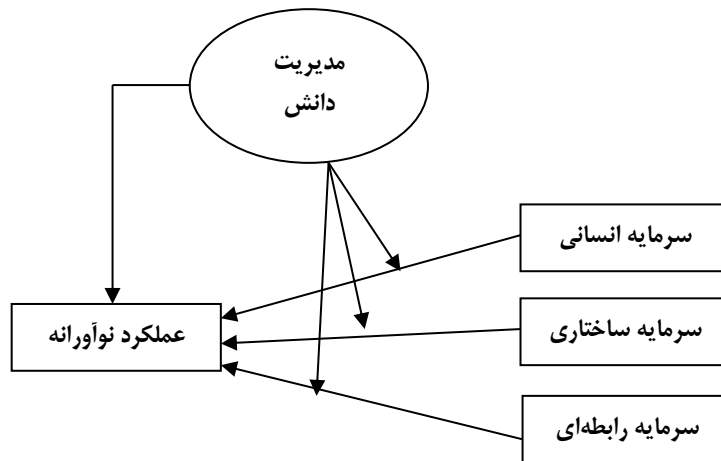 مدیریت
دانش
سرمایه انسانی
سرمایه ساختاری
عملکرد نوآورانه
سرمایه رابطه‌ای